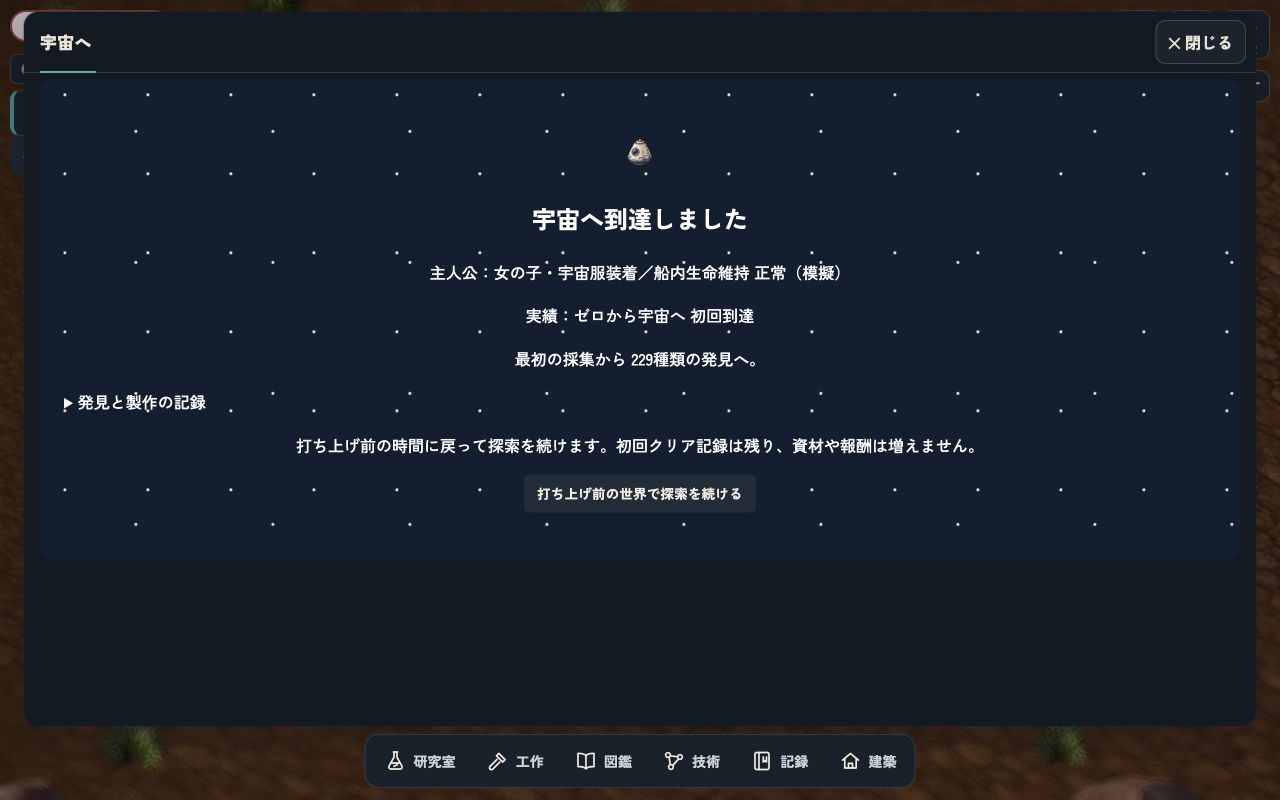 宇宙へ
閉じる
宇宙へ到達しました
主人公：女の子・宇宙服装着／船内生命維持 正常（模擬）
実績：ゼロから宇宙へ 初回到達
最初の採集から 229種類の発見へ。
▶ 発見と製作の記録
打ち上げ前の時間に戻って探索を続けます。初回クリア記録は残り、資材や報酬は増えません。
打ち上げ前の世界で探索を続ける
研究室 工作 図鑑 技術 記録 建築